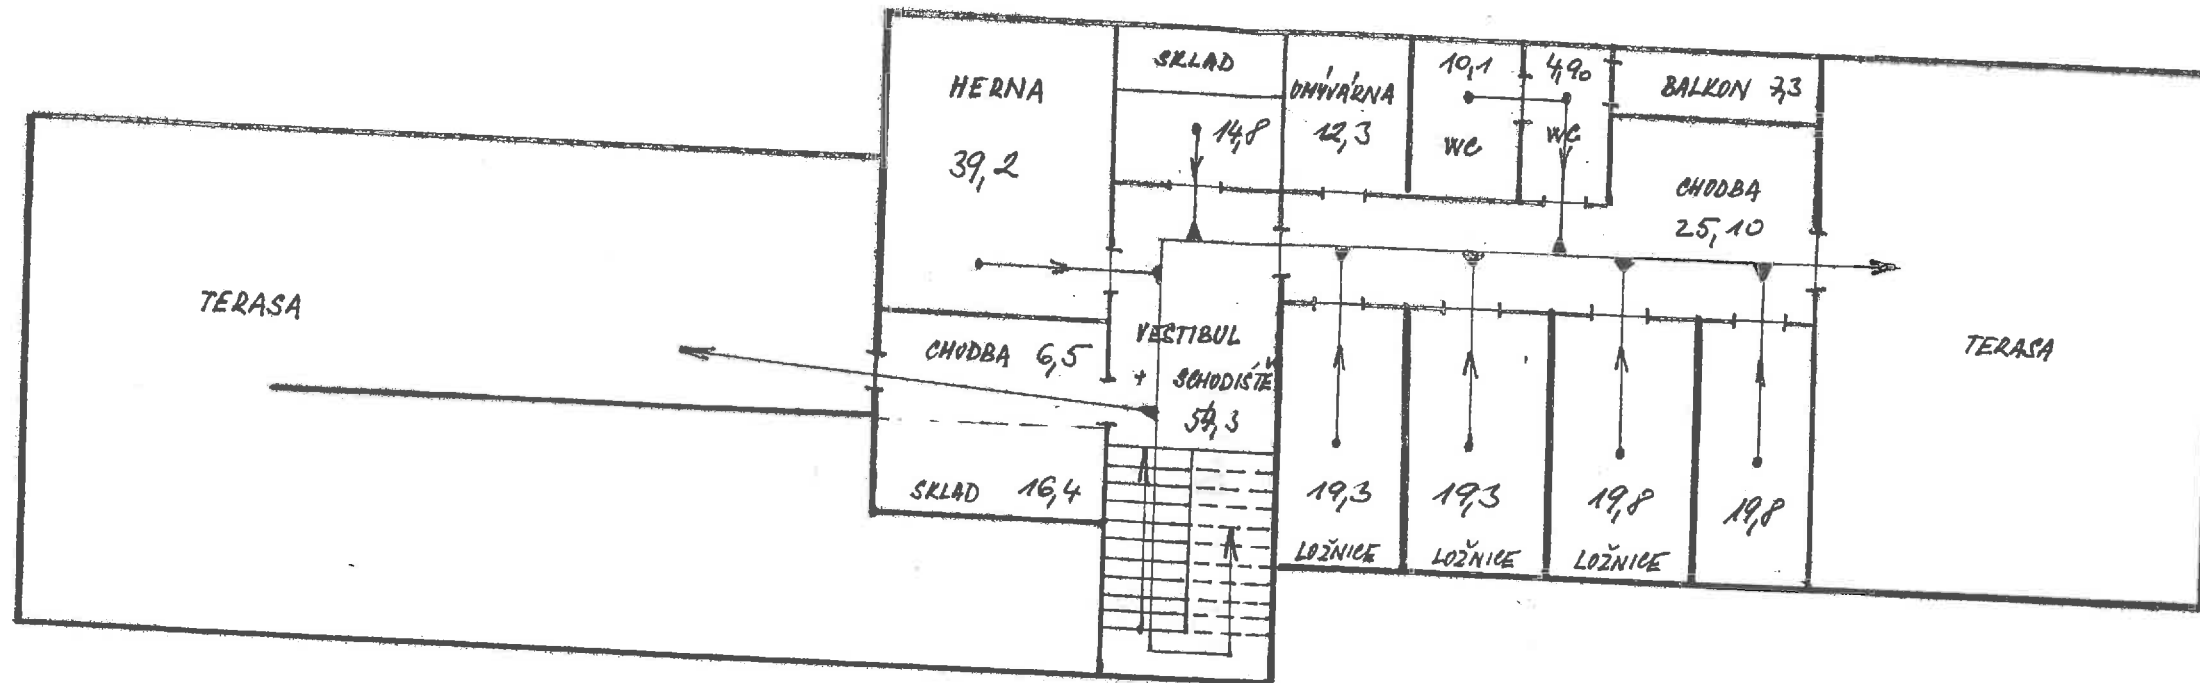 HERNA
39,2
SKLAD
14,8
UMÝVÁRNA
12,3
10,1
WC
4,90
WC
BALKON 7,3
CHODBA
25,10
TERASA
CHODBA 6,5
SKLAD 16,4
VESTIBUL
+ SCHODIŠTĚ
19,3
LOŽNICE
19,3
LOŽNICE
19,8
LOŽNICE
19,8
TERASA